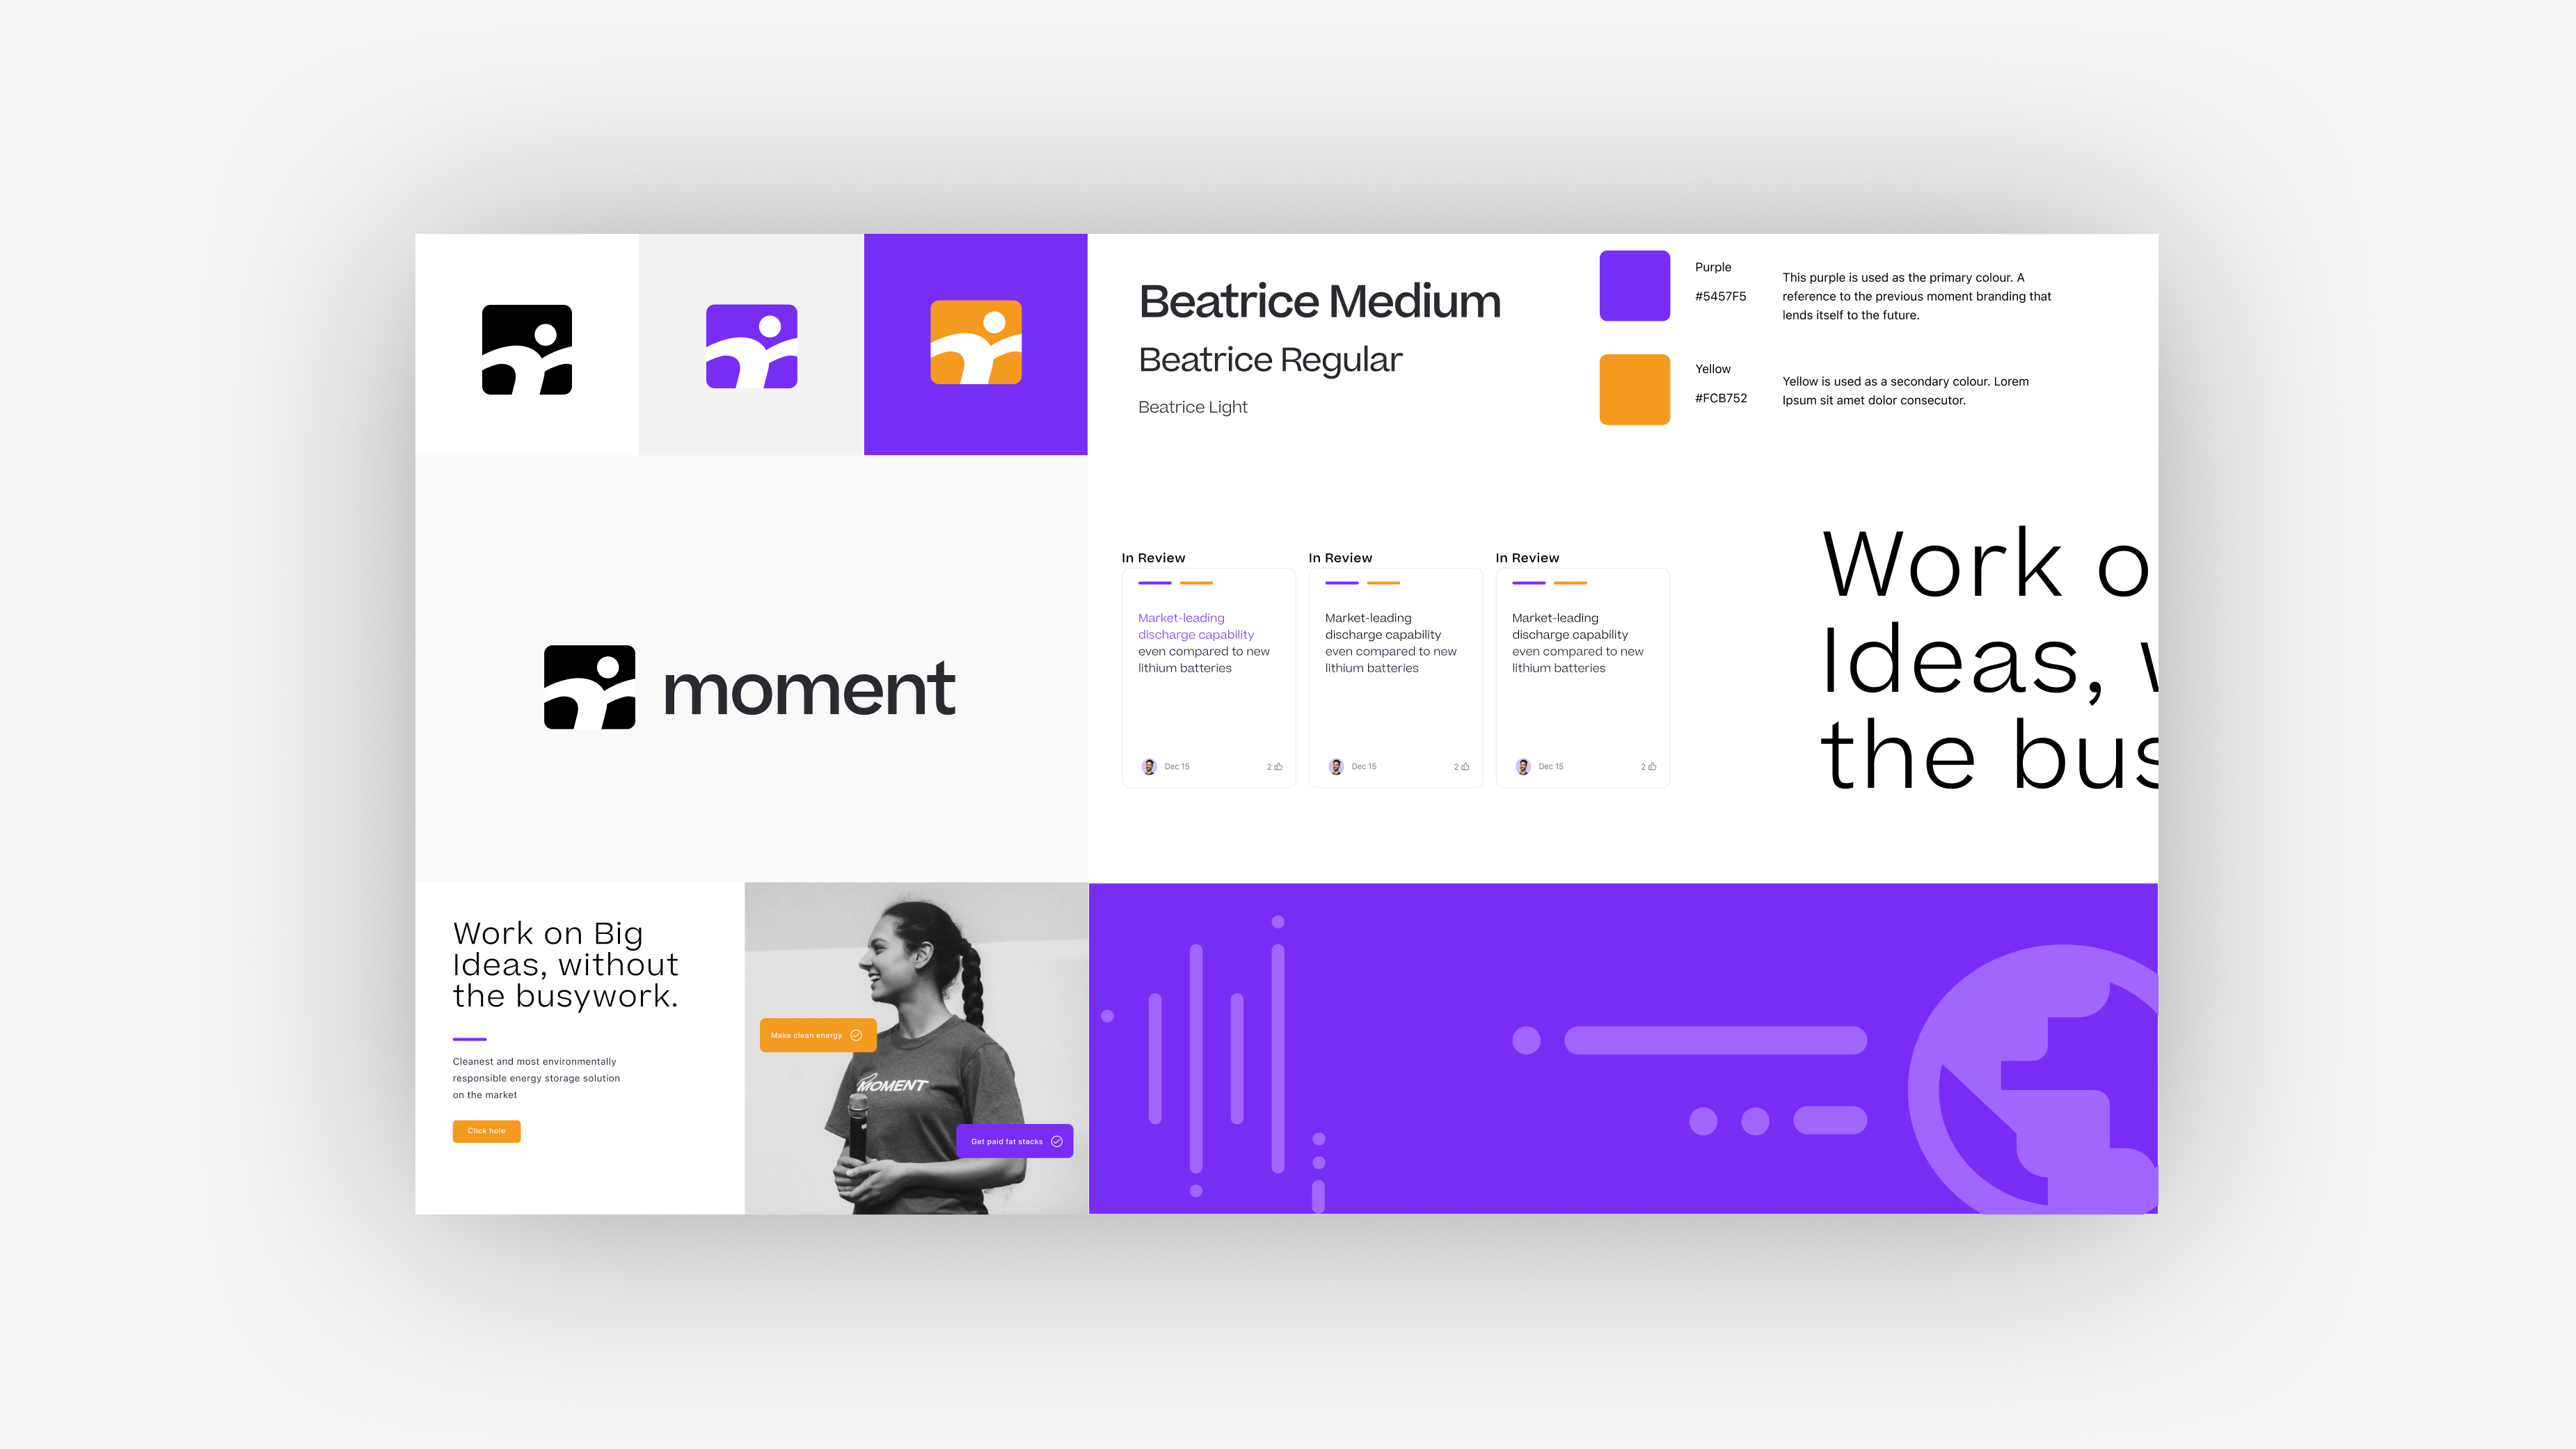 Beatrice Medium
Beatrice Regular
Beatrice Light
Purple
#5457F5
This purple is used as the primary colour. A
reference to the previous moment branding that
lends itself to the future.
Yellow
#FCB752
Yellow is used as a secondary colour. Lorem
Ipsum sit amet dolor consecutor.
moment
In Review
Market-leading
discharge capability
even compared to new
lithium batteries
Dec 15
2
In Review
Market-leading
discharge capability
even compared to new
lithium batteries
Dec 15
2
In Review
Market-leading
discharge capability
even compared to new
lithium batteries
Dec 15
2
Work o
Ideas, w
the bus
Work on Big
Ideas, without
the busywork.
Cleanest and most environmentally
responsible energy storage solution
on the market
Click hole
Make clean energy
MOMENT
Get paid fat stacks